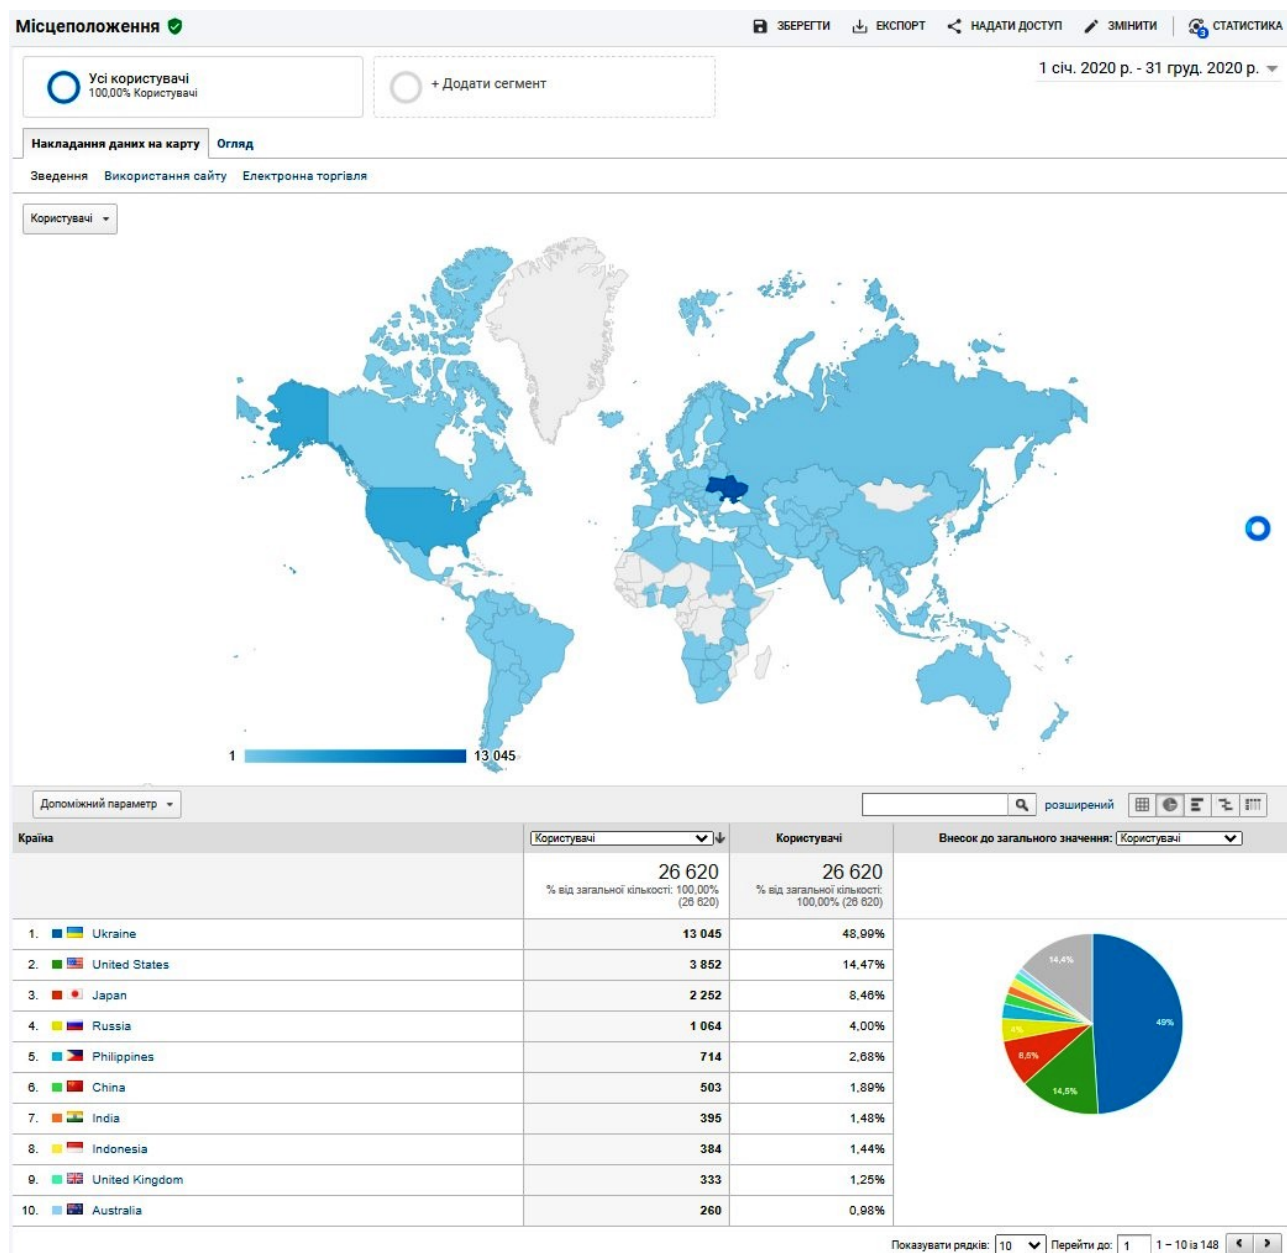 Місцеположення
ЗБЕРЕГТИ ЕКСПОРТ НАДАТИ ДОСТУП ЗМІНИТИ 3 СТАТИСТИКА
Усі користувачі
100,00% Користувачі
+ Додати сегмент
1 січ. 2020 р. - 31 груд. 2020 р.
Накладання даних на карту Огляд
Зведення Використання сайту Електронна торгівля
Користувачі
1 13 045
Допоміжний параметр розширений
Країна Користувачі Користувачі Внесок до загального значення: Користувачі
26 620 26 620
% від загальної кількості: 100,00% % від загальної кількості:
(26 620) 100,00% (26 620)
1. Ukraine 13 045 48,99%
2. United States 3 852 14,47%
3. Japan 2 252 8,46%
4. Russia 1 064 4,00%
5. Philippines 714 2,68%
6. China 503 1,89%
7. India 395 1,48%
8. Indonesia 384 1,44%
9. United Kingdom 333 1,25%
10. Australia 260 0,98%
14,4%
49%
4%
8,5%
14,5%
Показувати рядків: 10 Перейти до: 1 1 – 10 із 148